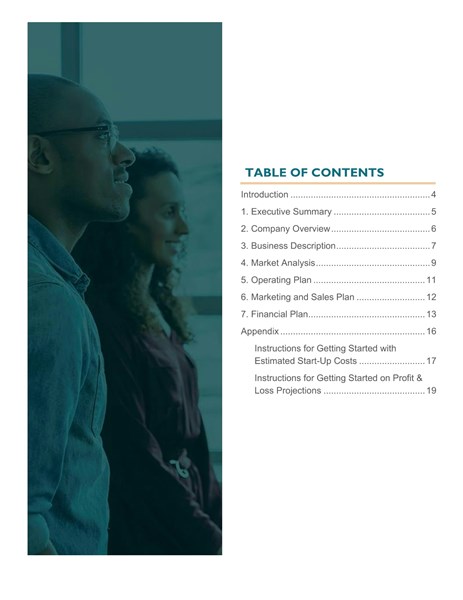 TABLE OF CONTENTS
Introduction ........................................................ 4
1. Executive Summary ...................................... 5
2. Company Overview....................................... 6
3. Business Description..................................... 7
4. Market Analysis............................................. 9
5. Operating Plan ............................................ 11
6. Marketing and Sales Plan ........................... 12
7. Financial Plan.............................................. 13
Appendix ......................................................... 16
Instructions for Getting Started with
Estimated Start-Up Costs .......................... 17
Instructions for Getting Started on Profit &
Loss Projections ........................................ 19